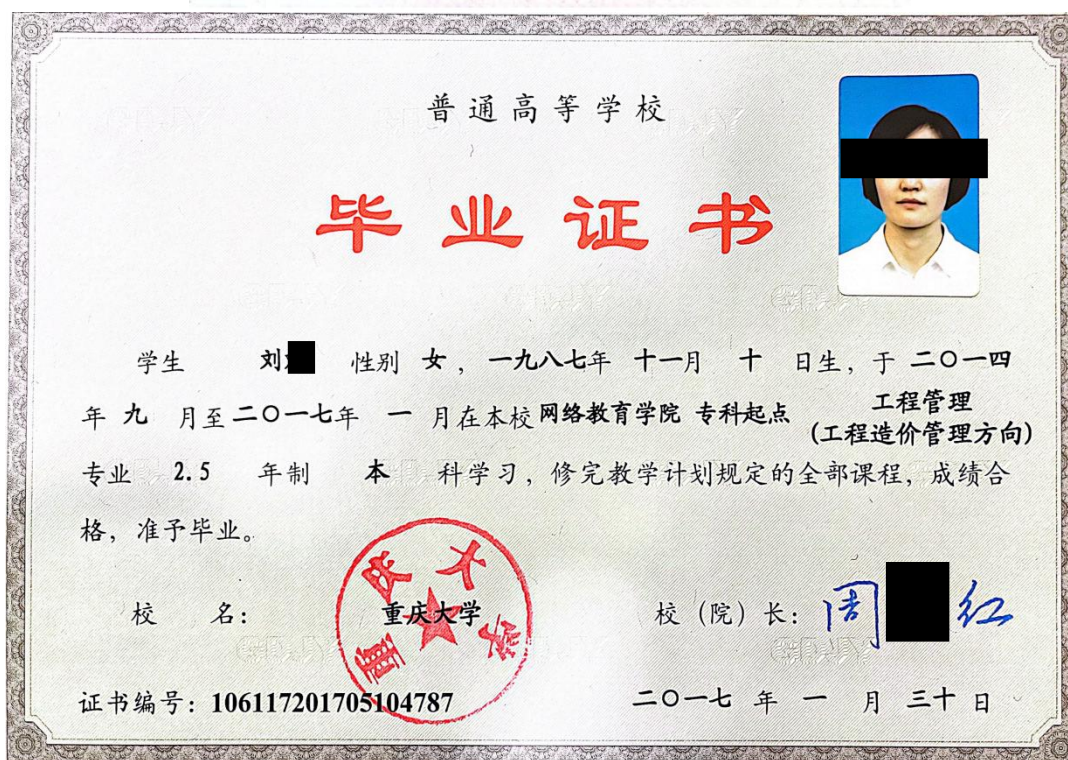 普通高等学校
毕业证书
学生 刘 性别 女，一九八七年 十一月 十 日生，于 二〇一四
年 九 月至二〇一七年 一 月在本校 网络教育学院 专科起点 工程管理
(工程造价管理方向)
专业 2.5 年制 本 科学习，修完教学计划规定的全部课程，成绩合
格，准予毕业。
校 名： 重庆大学
重庆大学
校（院）长： 周 红
证书编号：106117201705104787
二〇一七 年 一 月 三十 日